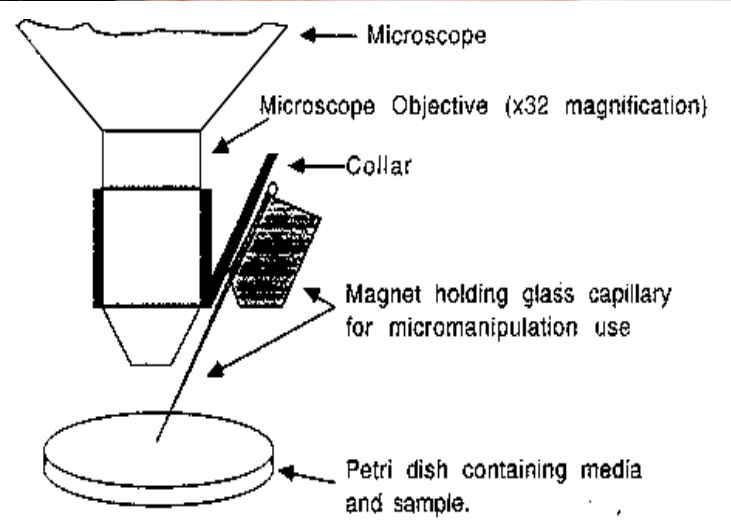 Microscope
Microscope Objective (x32 magnification)
Collar
Magnet holding glass capillary
for micromanipulation use
Petri dish containing media
and sample.